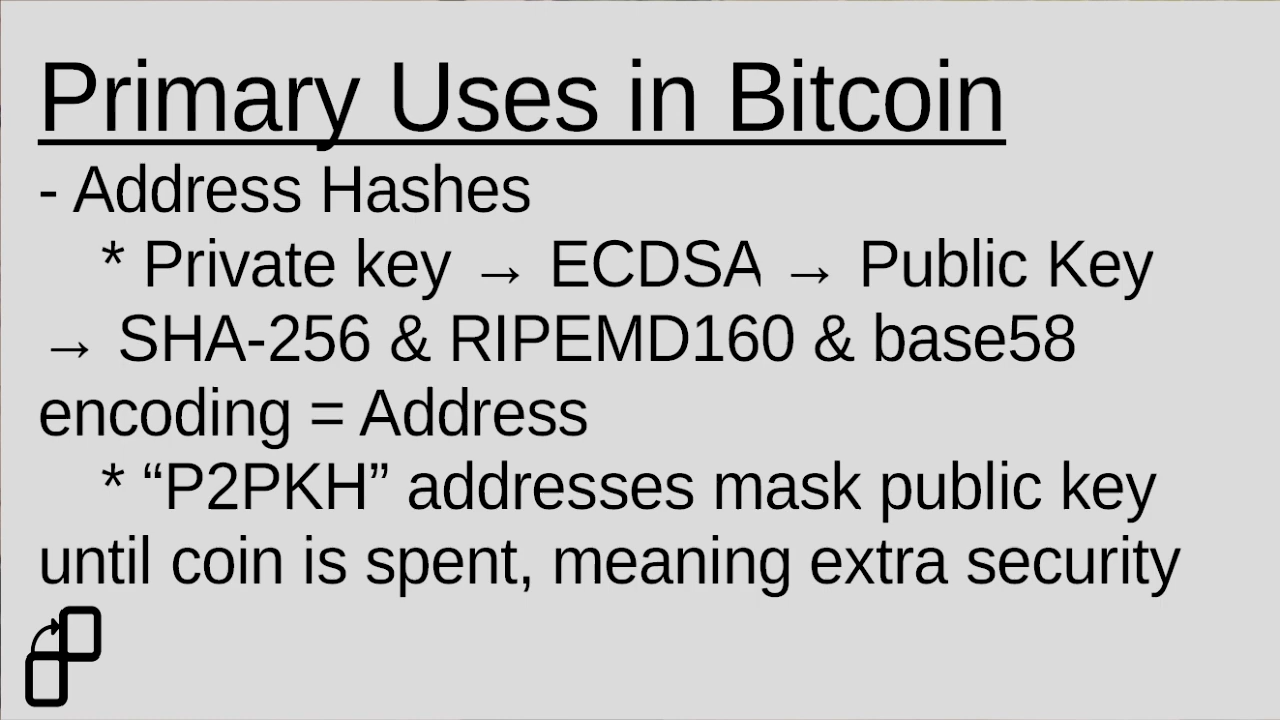 Primary Uses in Bitcoin
- Address Hashes
* Private key → ECDSA → Public Key
→ SHA-256 & RIPEMD160 & base58
encoding = Address
* “P2PKH” addresses mask public key
until coin is spent, meaning extra security